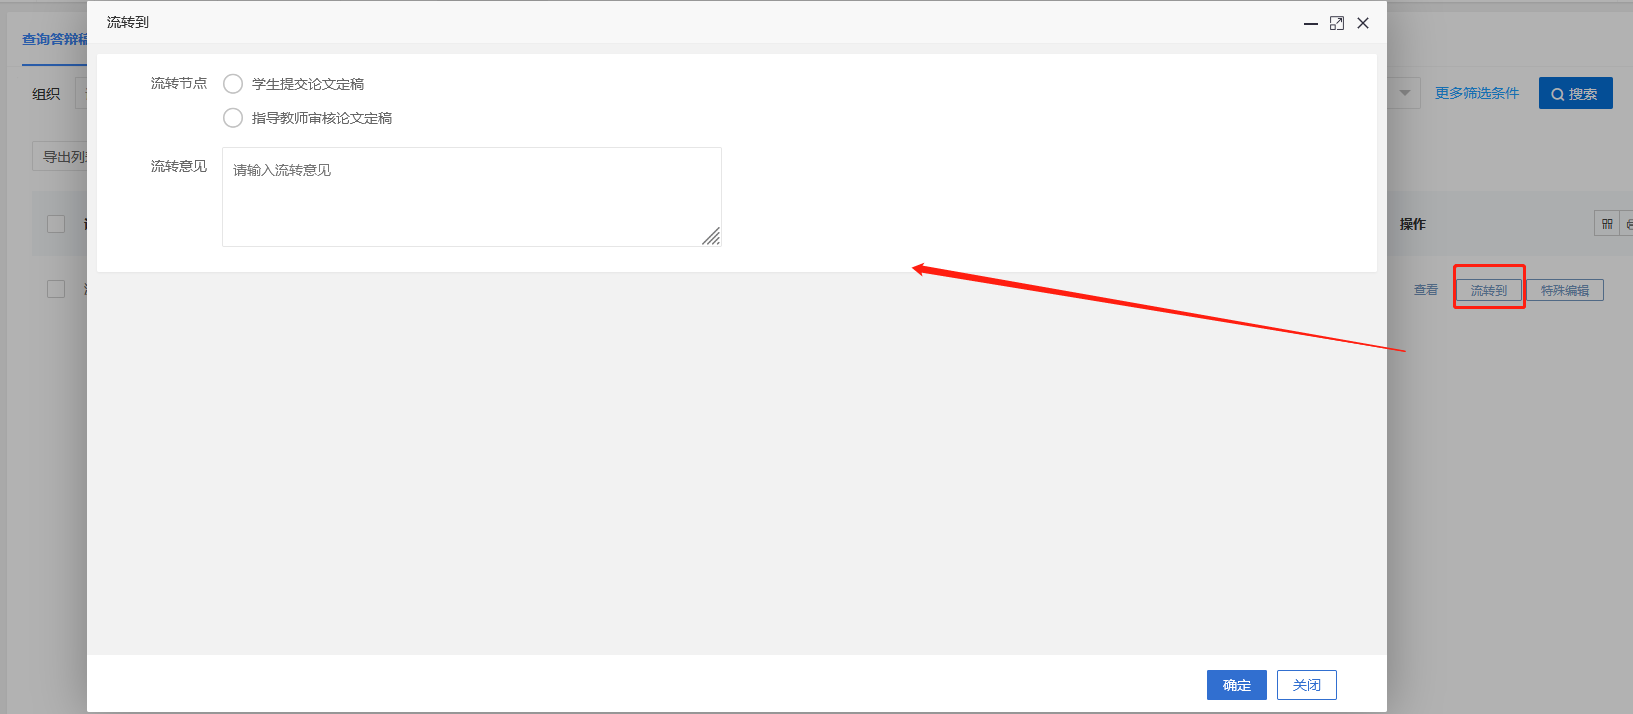 流转到
查询答辩
流转节点
学生提交论文定稿
指导教师审核论文定稿
组织
更多筛选条件
搜索
导出列
流转意见
请输入流转意见
操作
查看
流转到
特殊编辑
确定
关闭